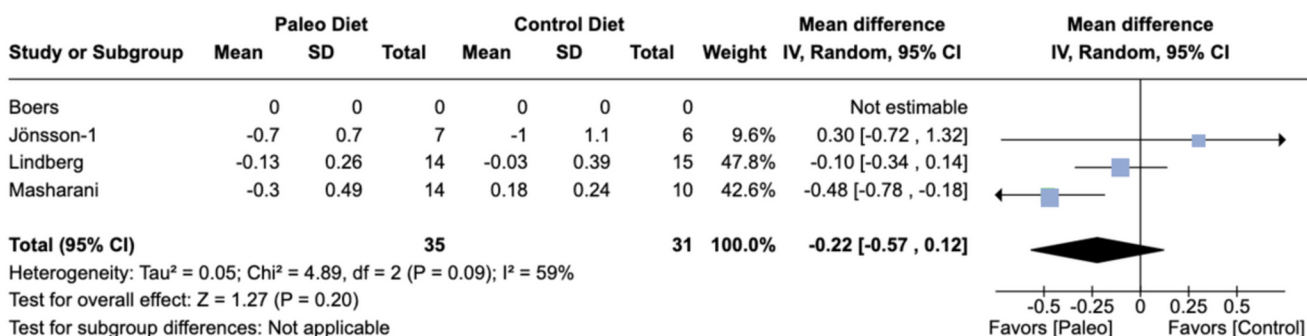 Paleo Diet Control Diet Mean difference Mean difference
Study or Subgroup Mean SD Total Mean SD Total Weight IV, Random, 95% CI IV, Random, 95% CI
Boers 0 0 0 0 0 0 Not estimable
Jönsson-1 -0.7 0.7 7 -1 1.1 6 9.6% 0.30 [-0.72 , 1.32]
Lindberg -0.13 0.26 14 -0.03 0.39 15 47.8% -0.10 [-0.34 , 0.14]
Masharani -0.3 0.49 14 0.18 0.24 10 42.6% -0.48 [-0.78 , -0.18]
Total (95% CI) 35 31 100.0% -0.22 [-0.57 , 0.12]
Heterogeneity: Tau² = 0.05; Chi² = 4.89, df = 2 (P = 0.09); I² = 59%
Test for overall effect: Z = 1.27 (P = 0.20)
-0.5 -0.25 0 0.25 0.5
Test for subgroup differences: Not applicable Favors [Paleo] Favors [Control]